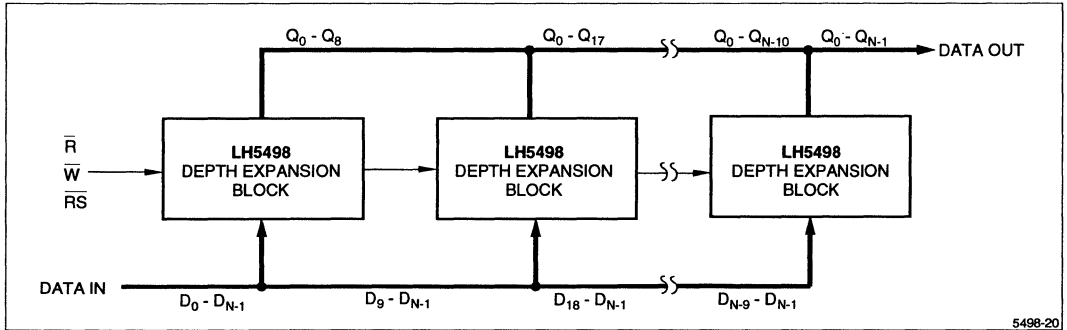 Q0 - Q8
Q0 - Q17
Q0 - QN-10
Q0 - QN-1
DATA OUT
R
W
RS
LH5498
DEPTH EXPANSION
BLOCK
LH5498
DEPTH EXPANSION
BLOCK
LH5498
DEPTH EXPANSION
BLOCK
DATA IN
D0 - DN-1
D9 - DN-1
D18 - DN-1
DN-9 - DN-1
5498-20